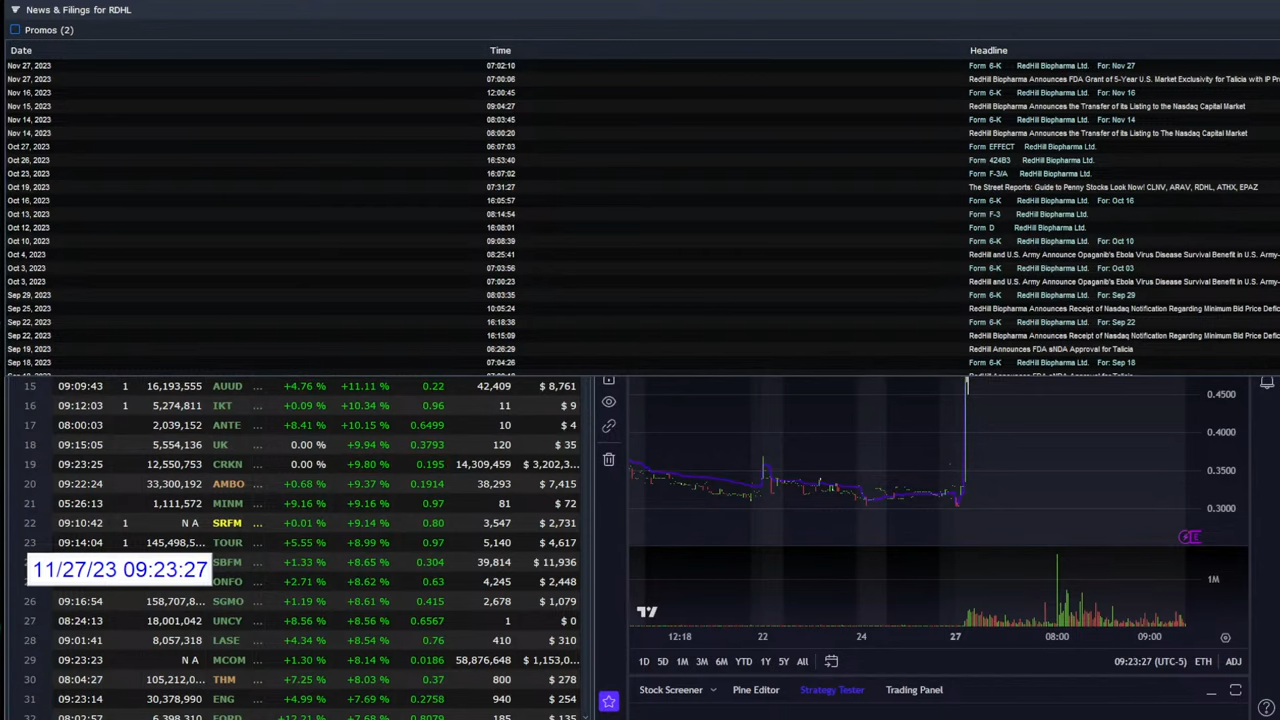 News & Filings for RDHL
Promos (2)
Date Time Headline
Nov 27, 2023 07:02:10 Form 6-K RedHill Biopharma Ltd. For: Nov 27
Nov 27, 2023 07:00:06 RedHill Biopharma Announces FDA Grant of 5-Year U.S. Market Exclusivity for Talicia with IP Pr
Nov 16, 2023 12:00:45 Form 6-K RedHill Biopharma Ltd. For: Nov 16
Nov 15, 2023 09:04:27 RedHill Biopharma Announces the Transfer of its Listing to the Nasdaq Capital Market
Nov 14, 2023 08:03:45 Form 6-K RedHill Biopharma Ltd. For: Nov 14
Nov 14, 2023 08:00:20 RedHill Biopharma Announces the Transfer of its Listing to The Nasdaq Capital Market
Oct 27, 2023 06:07:03 Form EFFECT RedHill Biopharma Ltd.
Oct 26, 2023 16:53:40 Form 424B3 RedHill Biopharma Ltd.
Oct 23, 2023 16:07:02 Form F-3/A RedHill Biopharma Ltd.
Oct 19, 2023 07:31:27 The Street Reports: Guide to Penny Stocks Look Now! CLNV, ARAV, RDHL, ATHX, EPAZ
Oct 16, 2023 16:05:57 Form 6-K RedHill Biopharma Ltd. For: Oct 16
Oct 13, 2023 08:14:54 Form F-3 RedHill Biopharma Ltd.
Oct 12, 2023 16:08:01 Form D RedHill Biopharma Ltd.
Oct 10, 2023 09:08:39 Form 6-K RedHill Biopharma Ltd. For: Oct 10
Oct 4, 2023 08:25:41 RedHill and U.S. Army Announce Opaganib's Ebola Virus Disease Survival Benefit in U.S. Army-
Oct 3, 2023 07:03:56 Form 6-K RedHill Biopharma Ltd. For: Oct 03
Oct 3, 2023 07:00:23 RedHill and U.S. Army Announce Opaganib's Ebola Virus Disease Survival Benefit in U.S. Army-
Sep 29, 2023 08:03:35 Form 6-K RedHill Biopharma Ltd. For: Sep 29
Sep 25, 2023 10:05:24 RedHill Biopharma Announces Receipt of Nasdaq Notification Regarding Minimum Bid Price Defic
Sep 22, 2023 16:18:38 Form 6-K RedHill Biopharma Ltd. For: Sep 22
Sep 22, 2023 16:15:09 RedHill Biopharma Announces Receipt of Nasdaq Notification Regarding Minimum Bid Price Defic
Sep 19, 2023 06:26:29 RedHill Announces FDA sNDA Approval for Talicia
Sep 18, 2023 07:04:26 Form 6-K RedHill Biopharma Ltd. For: Sep 18
15 09:09:43 1 16,193,555 AUUD ... +4.76 % +11.11 % 0.22 42,409 $ 8,761
16 09:12:03 1 5,274,811 IKT ... +0.09 % +10.34 % 0.96 11 $ 9
17 08:00:03 2,039,152 ANTE ... +8.41 % +10.15 % 0.6499 10 $ 4
18 09:15:05 5,554,136 UK ... 0.00 % +9.94 % 0.3793 120 $ 35
19 09:23:25 12,550,753 CRKN ... 0.00 % +9.80 % 0.195 14,309,459 $ 3,202,3...
20 09:22:24 33,300,192 AMBO ... +0.68 % +9.37 % 0.1914 38,293 $ 7,415
21 05:26:31 1,111,572 MINM ... +9.16 % +9.16 % 0.26 81 $ 72
22 09:10:42 1 N A SRFM ... +0.01 % +9.14 % 0.80 3,547 $ 2,731
23 09:14:04 1 145,498,5... TOUR ... +5.55 % +8.99 % 0.97 5,140 $ 4,617
SBFM ... +1.33 % +8.65 % 0.304 39,814 $ 11,936
11/27/23 09:23:27
ONFO ... +2.71 % +8.62 % 0.63 4,245 $ 2,448
26 09:16:54 158,707,8... SGMO ... +1.19 % +8.61 % 0.415 2,678 $ 1,079
27 08:24:13 18,001,042 UNCY ... +8.56 % +8.56 % 0.6567 1 $ 0
28 09:01:41 8,057,318 LASE ... +4.34 % +8.54 % 0.76 410 $ 310
29 09:23:23 N A MCOM ... +1.30 % +8.14 % 0.0186 58,876,648 $ 1,153,0...
30 08:04:27 105,212,0... THM ... +7.25 % +8.03 % 0.37 800 $ 278
31 09:23:14 30,378,990 ENG ... +4.99 % +7.69 % 0.2758 940 $ 254
32 08:02:57 6,398,310 FORD ... +12.21 % +7.68 % 0.8079 185 $ 135
0.4500
0.4000
0.3500
0.3000
1M
12:18 22 24 27 08:00 09:00
1D 5D 1M 3M 6M YTD 1Y 5Y All 09:23:27 (UTC-5) ETH ADJ
Stock Screener Pine Editor Strategy Tester Trading Panel